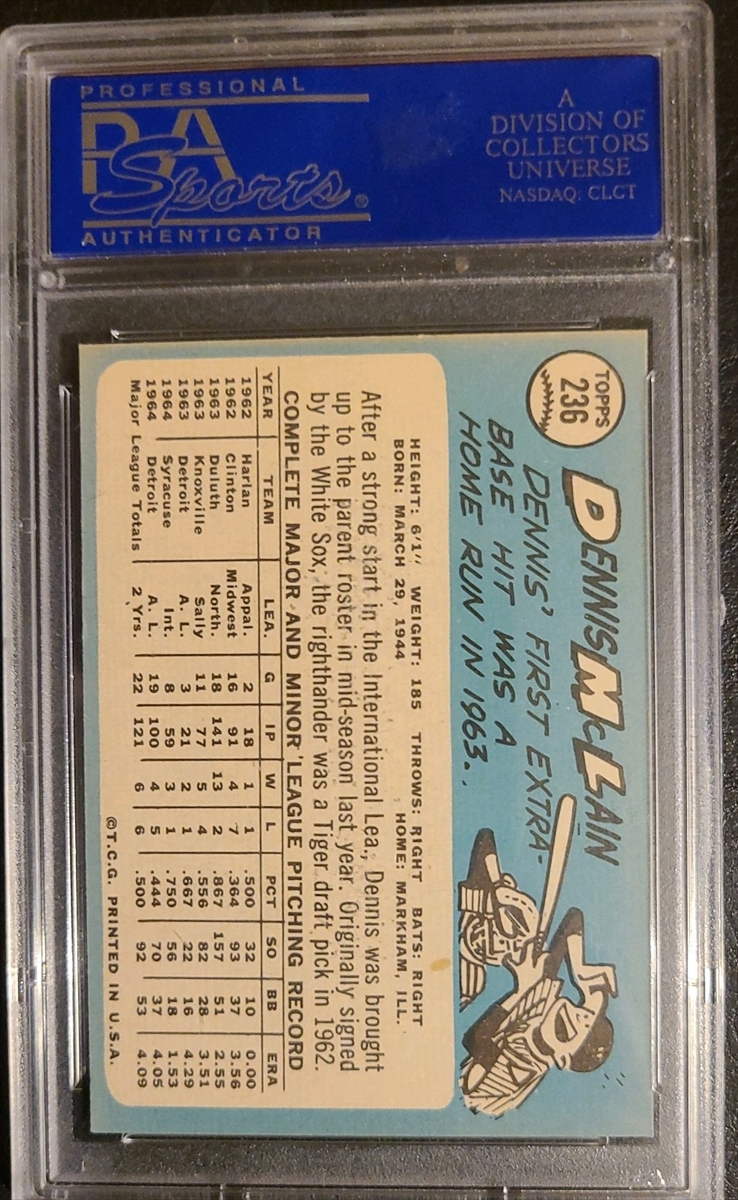 PROFESSIONAL
PSA
Sports®
AUTHENTICATOR
A
DIVISION OF
COLLECTORS
UNIVERSE
NASDAQ: CLCT
TOPPS
236
DENNIS McLAIN
DENNIS' FIRST EXTRA-
BASE HIT WAS A
HOME RUN IN 1963..
HEIGHT: 6'1" WEIGHT: 185 THROWS: RIGHT BATS: RIGHT
BORN: MARCH 29, 1944 HOME: MARKHAM, ILL.
After a strong start in the International Lea., Dennis was brought
up to the parent roster in mid-season last year. Originally signed
by the White Sox, the righthander was a Tiger draft pick in 1962.
COMPLETE MAJOR AND MINOR LEAGUE PITCHING RECORD
YEAR TEAM LEA. G IP W L PCT SO BB ERA
1962 Harlan Appal. 2 18 1 1 .500 32 10 0.00
1962 Clinton Midwest 16 91 4 7 .364 93 37 3.56
1963 Duluth North. 18 141 13 2 .867 157 51 2.55
1963 Knoxville Sally 11 77 5 4 .556 82 28 3.51
1963 Detroit A. L. 3 21 2 1 .667 22 16 4.29
1964 Syracuse Int. 8 59 3 1 .750 56 18 1.53
1964 Detroit A. L. 19 100 4 5 .444 70 37 4.05
Major League Totals 2 Yrs. 22 121 6 6 .500 92 53 4.09
©T.C.G. PRINTED IN U.S.A.